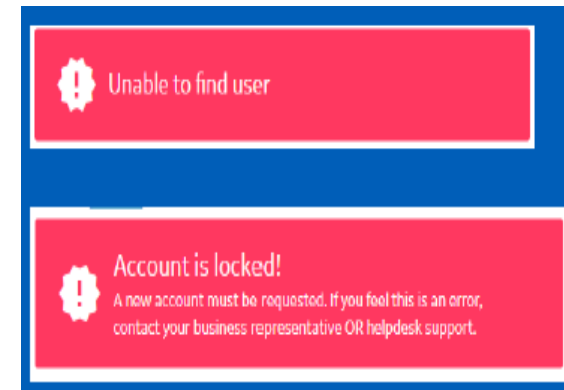 Unable to find user
Account is locked!
A new account must be requested. If you feel this is an error,
contact your business representative OR helpdesk support.